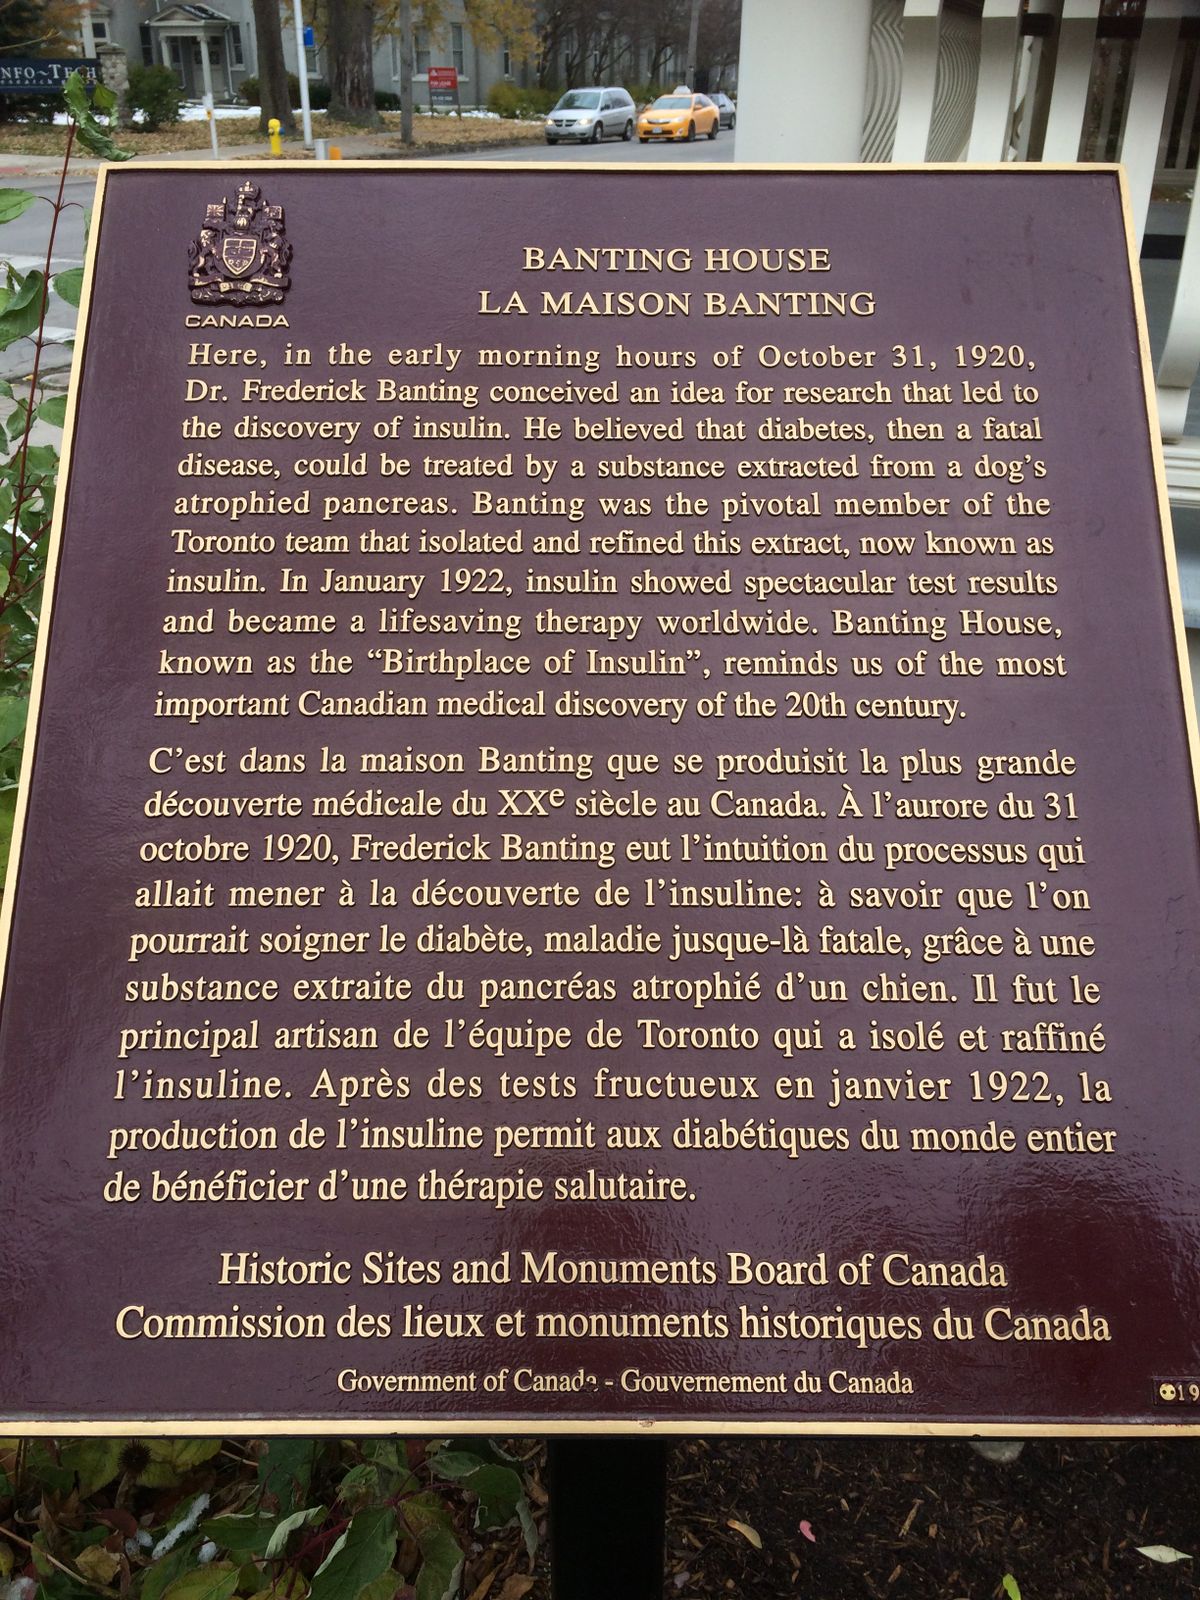 NFO~TECH
FOR LEASE
CANADA
BANTING HOUSE
LA MAISON BANTING
Here, in the early morning hours of October 31, 1920,
Dr. Frederick Banting conceived an idea for research that led to
the discovery of insulin. He believed that diabetes, then a fatal
disease, could be treated by a substance extracted from a dog's
atrophied pancreas. Banting was the pivotal member of the
Toronto team that isolated and refined this extract, now known as
insulin. In January 1922, insulin showed spectacular test results
and became a lifesaving therapy worldwide. Banting House,
known as the “Birthplace of Insulin”, reminds us of the most
important Canadian medical discovery of the 20th century.
C'est dans la maison Banting que se produisit la plus grande
découverte médicale du XXe siècle au Canada. À l'aurore du 31
octobre 1920, Frederick Banting eut l'intuition du processus qui
allait mener à la découverte de l'insuline: à savoir que l'on
pourrait soigner le diabète, maladie jusque-là fatale, grâce à une
substance extraite du pancréas atrophié d'un chien. Il fut le
principal artisan de l'équipe de Toronto qui a isolé et raffiné
l'insuline. Après des tests fructueux en janvier 1922, la
production de l'insuline permit aux diabétiques du monde entier
de bénéficier d'une thérapie salutaire.
Historic Sites and Monuments Board of Canada
Commission des lieux et monuments historiques du Canada
Government of Canada - Gouvernement du Canada
19